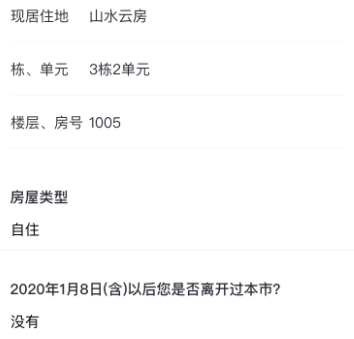 现居住地 山水云房
栋、单元 3栋2单元
楼层、房号 1005
房屋类型
自住
2020年1月8日(含)以后您是否离开过本市?
没有